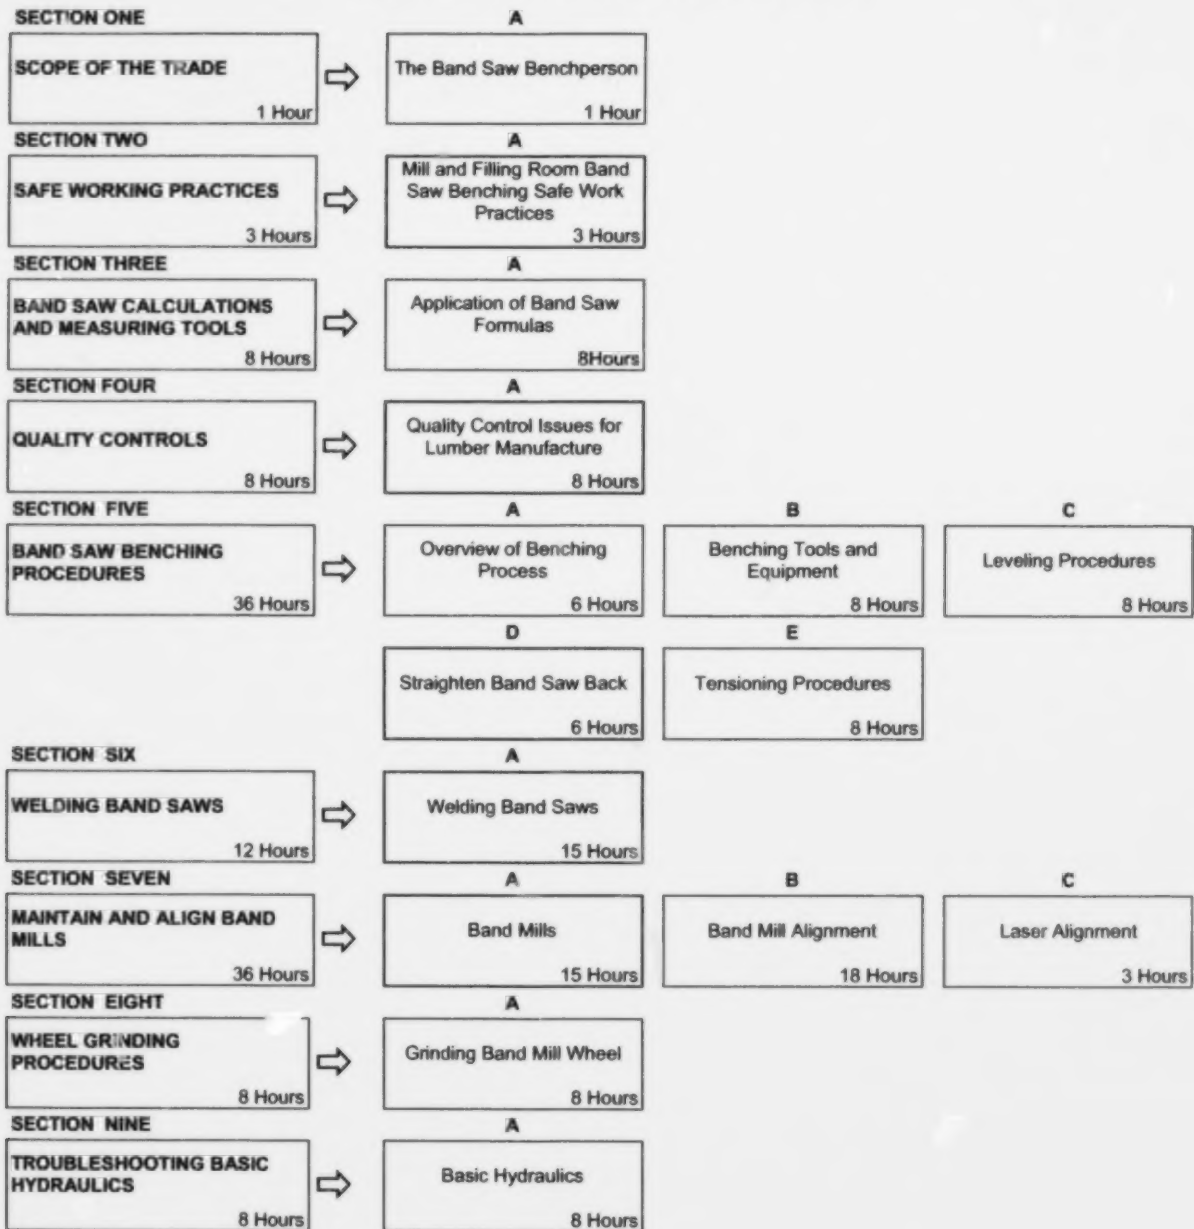 SECTION ONE
A
SCOPE OF THE TRADE
1 Hour
The Band Saw Benchperson
1 Hour
SECTION TWO
A
SAFE WORKING PRACTICES
3 Hours
Mill and Filling Room Band
Saw Benching Safe Work
Practices
3 Hours
SECTION THREE
A
BAND SAW CALCULATIONS
AND MEASURING TOOLS
8 Hours
Application of Band Saw
Formulas
8Hours
SECTION FOUR
A
QUALITY CONTROLS
8 Hours
Quality Control Issues for
Lumber Manufacture
8 Hours
SECTION FIVE
A
B
C
BAND SAW BENCHING
PROCEDURES
36 Hours
Overview of Benching
Process
6 Hours
Benching Tools and
Equipment
8 Hours
Leveling Procedures
8 Hours
D
E
Straighten Band Saw Back
6 Hours
Tensioning Procedures
8 Hours
SECTION SIX
A
WELDING BAND SAWS
12 Hours
Welding Band Saws
15 Hours
SECTION SEVEN
A
B
C
MAINTAIN AND ALIGN BAND
MILLS
36 Hours
Band Mills
15 Hours
Band Mill Alignment
18 Hours
Laser Alignment
3 Hours
SECTION EIGHT
A
WHEEL GRINDING
PROCEDURES
8 Hours
Grinding Band Mill Wheel
8 Hours
SECTION NINE
A
TROUBLESHOOTING BASIC
HYDRAULICS
8 Hours
Basic Hydraulics
8 Hours